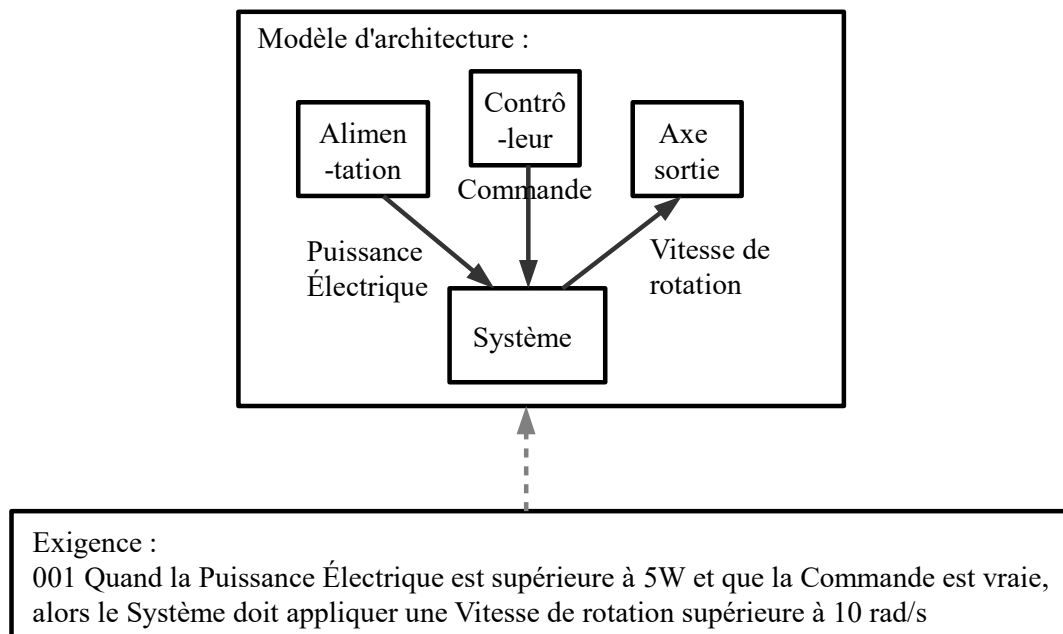 Modèle d'architecture :
Alimen
-tation
Contrô
-leur
Axe
sortie
Commande
Puissance
Électrique
Vitesse de
rotation
Système
Exigence :
001 Quand la Puissance Électrique est supérieure à 5W et que la Commande est vraie,
alors le Système doit appliquer une Vitesse de rotation supérieure à 10 rad/s